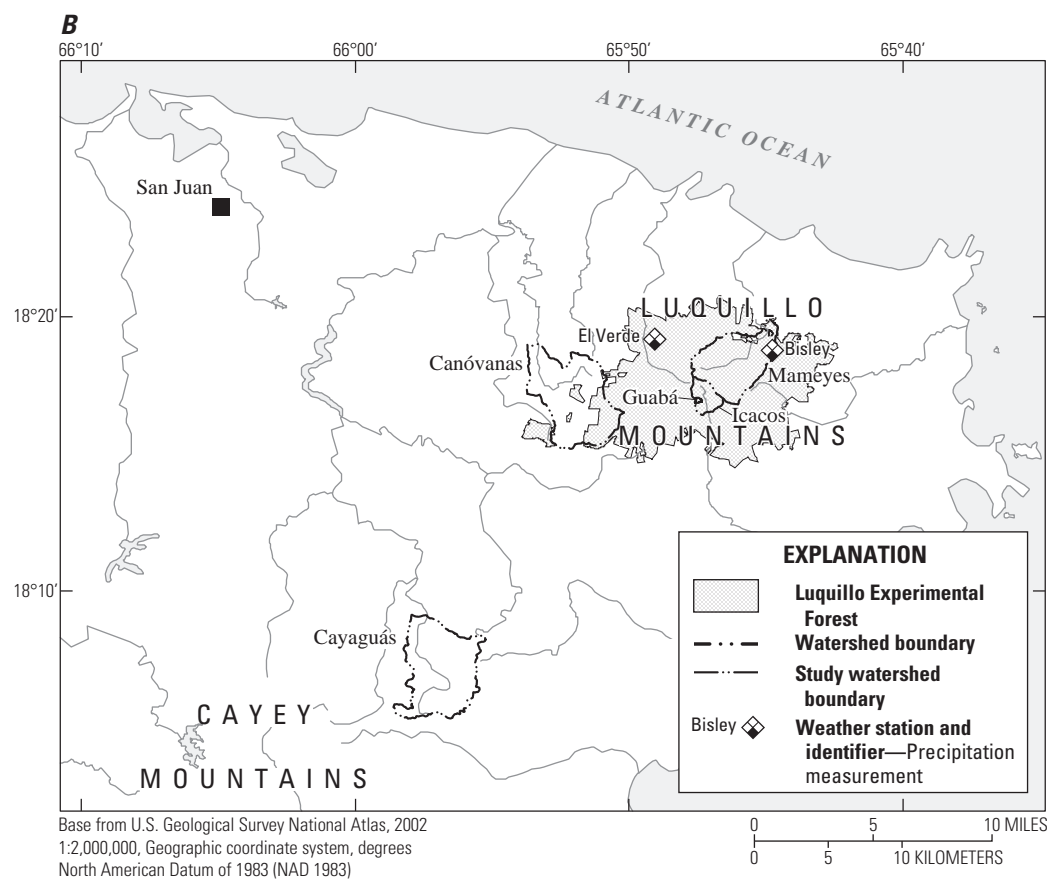 B
66°10′ 66°00′ 65°50′ 65°40′
ATLANTIC OCEAN
San Juan
18°20′
LUQUILLO
El Verde
Bisley
Canóvanas
Mameyes
Guabá
Icacos
MOUNTAINS
18°10′
Cayaguás
CAYEY
MOUNTAINS
EXPLANATION
Luquillo Experimental
Forest
Watershed boundary
Study watershed
boundary
Bisley Weather station and
identifier—Precipitation
measurement
Base from U.S. Geological Survey National Atlas, 2002
1:2,000,000, Geographic coordinate system, degrees
North American Datum of 1983 (NAD 1983)
0 5 10 MILES
0 5 10 KILOMETERS